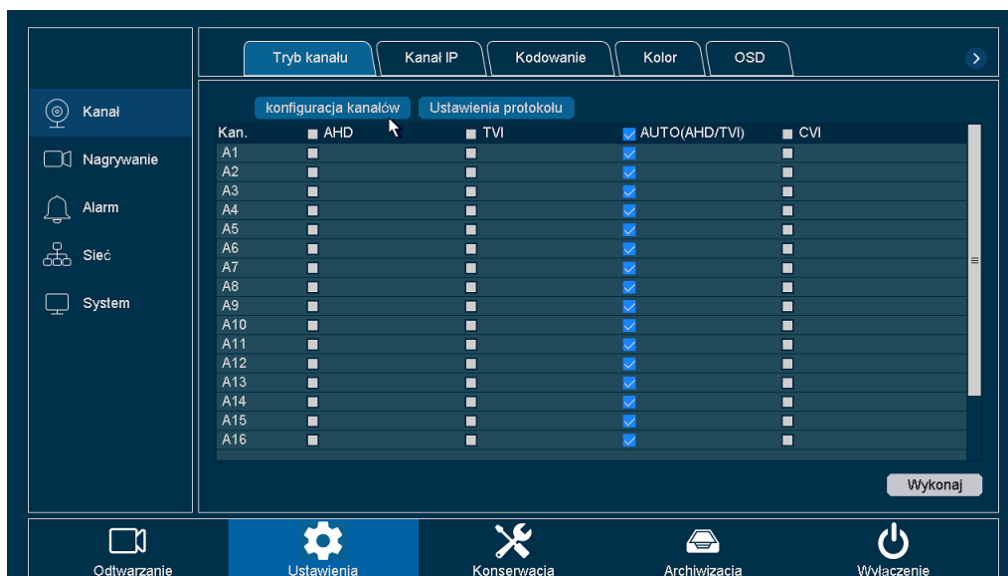 Tryb kanału Kanał IP Kodowanie Kolor OSD
Kanał
Nagrywanie
Alarm
Sieć
System
konfiguracja kanałów Ustawienia protokolu
Kan. AHD TVI AUTO(AHD/TVI) CVI
A1
A2
A3
A4
A5
A6
A7
A8
A9
A10
A11
A12
A13
A14
A15
A16
Wykonaj
Odtwarzanie Ustawienia Konserwacja Archiwizacja Wyłaczenie